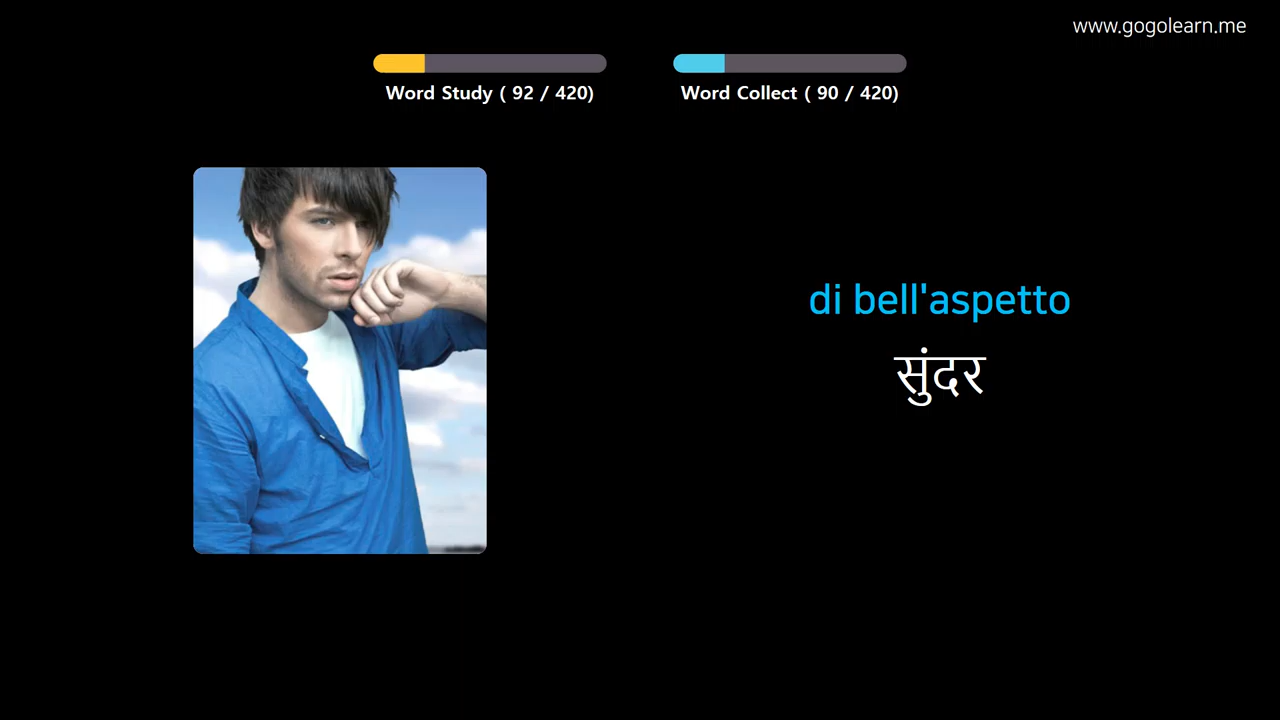 www.gogolearn.me
Word Study ( 92 / 420)
Word Collect ( 90 / 420)
di bell'aspetto
सुंदर